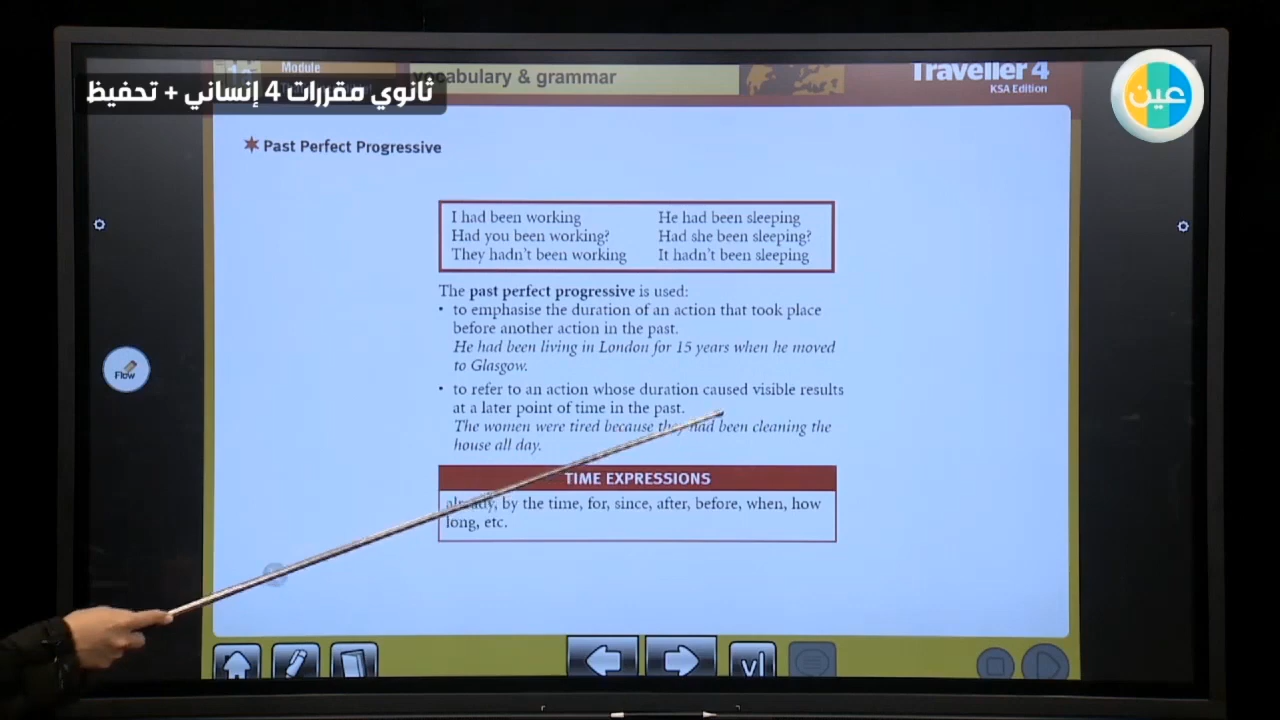 Module
vocabulary & grammar
Traveller 4
KSA Edition
ثانوي مقررات 4 إنساني + تحفيظ
عين
Past Perfect Progressive
I had been working
He had been sleeping
Had you been working?
Had she been sleeping?
They hadn't been working
It hadn't been sleeping
The past perfect progressive is used:
• to emphasise the duration of an action that took place
before another action in the past.
He had been living in London for 15 years when he moved
to Glasgow.
• to refer to an action whose duration caused visible results
at a later point of time in the past.
The women were tired because they had been cleaning the
house all day.
TIME EXPRESSIONS
already, by the time, for, since, after, before, when, how
long, etc.
Flow